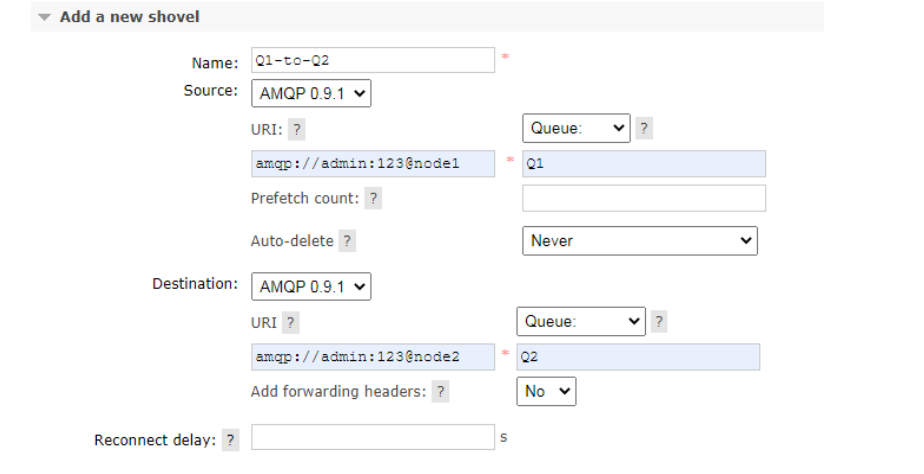 Add a new shovel
Name: Q1-to-Q2 *
Source: AMQP 0.9.1
URI: ? Queue: ?
amqp://admin:123@node1 * Q1
Prefetch count: ?
Auto-delete ? Never
Destination: AMQP 0.9.1
URI ? Queue: ?
amqp://admin:123@node2 * Q2
Add forwarding headers: ? No
Reconnect delay: ? s